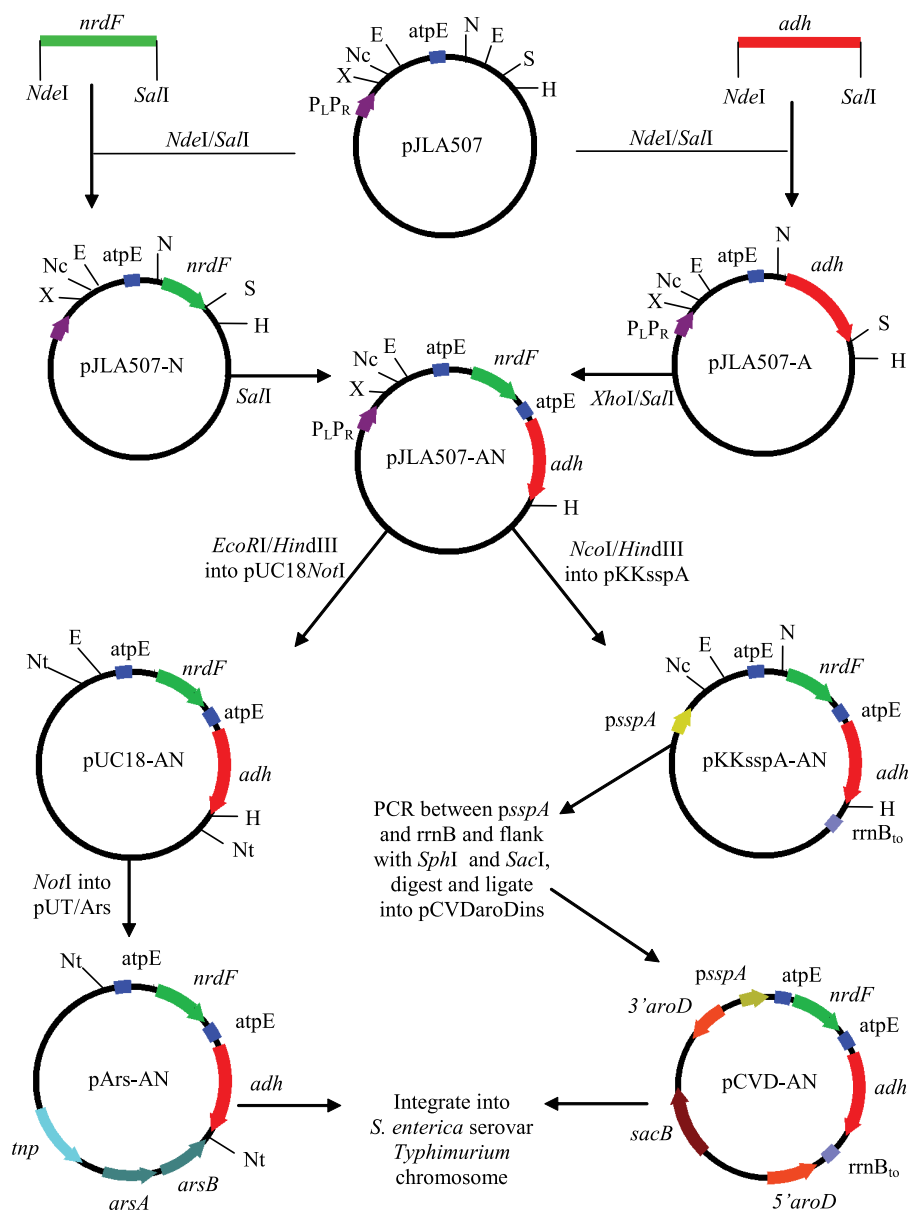 nrdF
NdeI
SalI
NdeI/SalI
atpE
N
E
E
Nc
S
X
H
PLPR
pJLA507
adh
NdeI
SalI
NdeI/SalI
atpE
N
E
nrdF
Nc
X
S
H
pJLA507-N
SalI
atpE
N
E
adh
Nc
X
PLPR
S
H
pJLA507-A
XhoI/SalI
atpE
E
nrdF
Nc
X
atpE
PLPR
pJLA507-AN
adh
H
EcoRI/HindIII
into pUC18NotI
NcoI/HindIII
into pKKsspA
E
atpE
Nt
nrdF
atpE
pUC18-AN
adh
H
Nt
N
atpE
E
Nc
nrdF
psspA
atpE
pKKsspA-AN
adh
H
rrnBto
PCR between psspA
and rrnB and flank
with SphI and SacI,
digest and ligate
into pCVDaroDins
NotI into
pUT/Ars
Nt
atpE
nrdF
atpE
pArs-AN
adh
Nt
tnp
arsA
arsB
Integrate into
S. enterica serovar
Typhimurium
chromosome
psspA
atpE
3'aroD
nrdF
atpE
pCVD-AN
adh
sacB
rrnBto
5'aroD